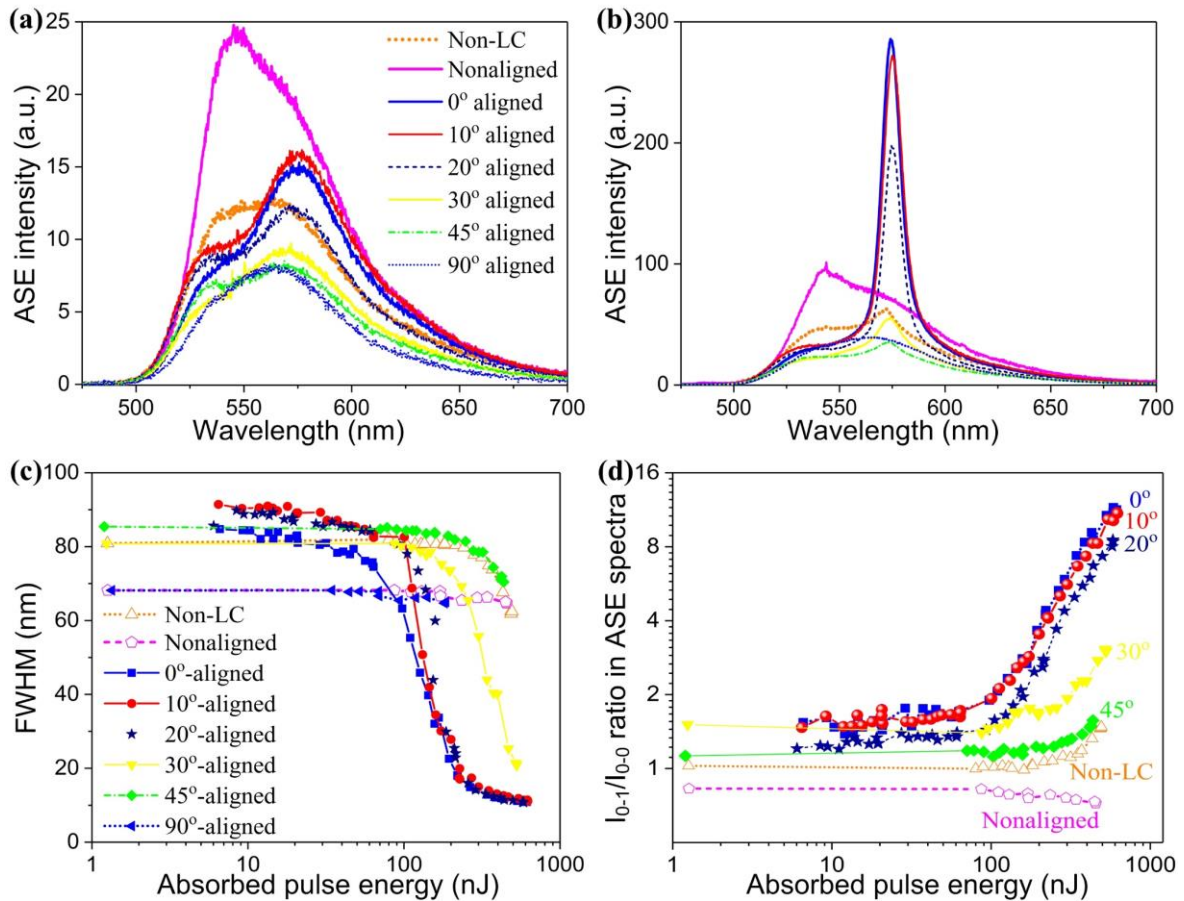 (a)
25
20
15
10
5
0
ASE intensity (a.u.)
500 550 600 650 700
Wavelength (nm)
Non-LC
Nonaligned
0° aligned
10° aligned
20° aligned
30° aligned
45° aligned
90° aligned
(b)
300
200
100
0
ASE intensity (a.u.)
500 550 600 650 700
Wavelength (nm)
(c)
100
80
60
40
20
0
FWHM (nm)
Non-LC
Nonaligned
0°-aligned
10°-aligned
20°-aligned
30°-aligned
45°-aligned
90°-aligned
1 10 100 1000
Absorbed pulse energy (nJ)
(d)
16
8
4
2
1
I₀₋₁/I₀₋₀ ratio in ASE spectra
0°
10°
20°
30°
45°
Non-LC
Nonaligned
1 10 100 1000
Absorbed pulse energy (nJ)